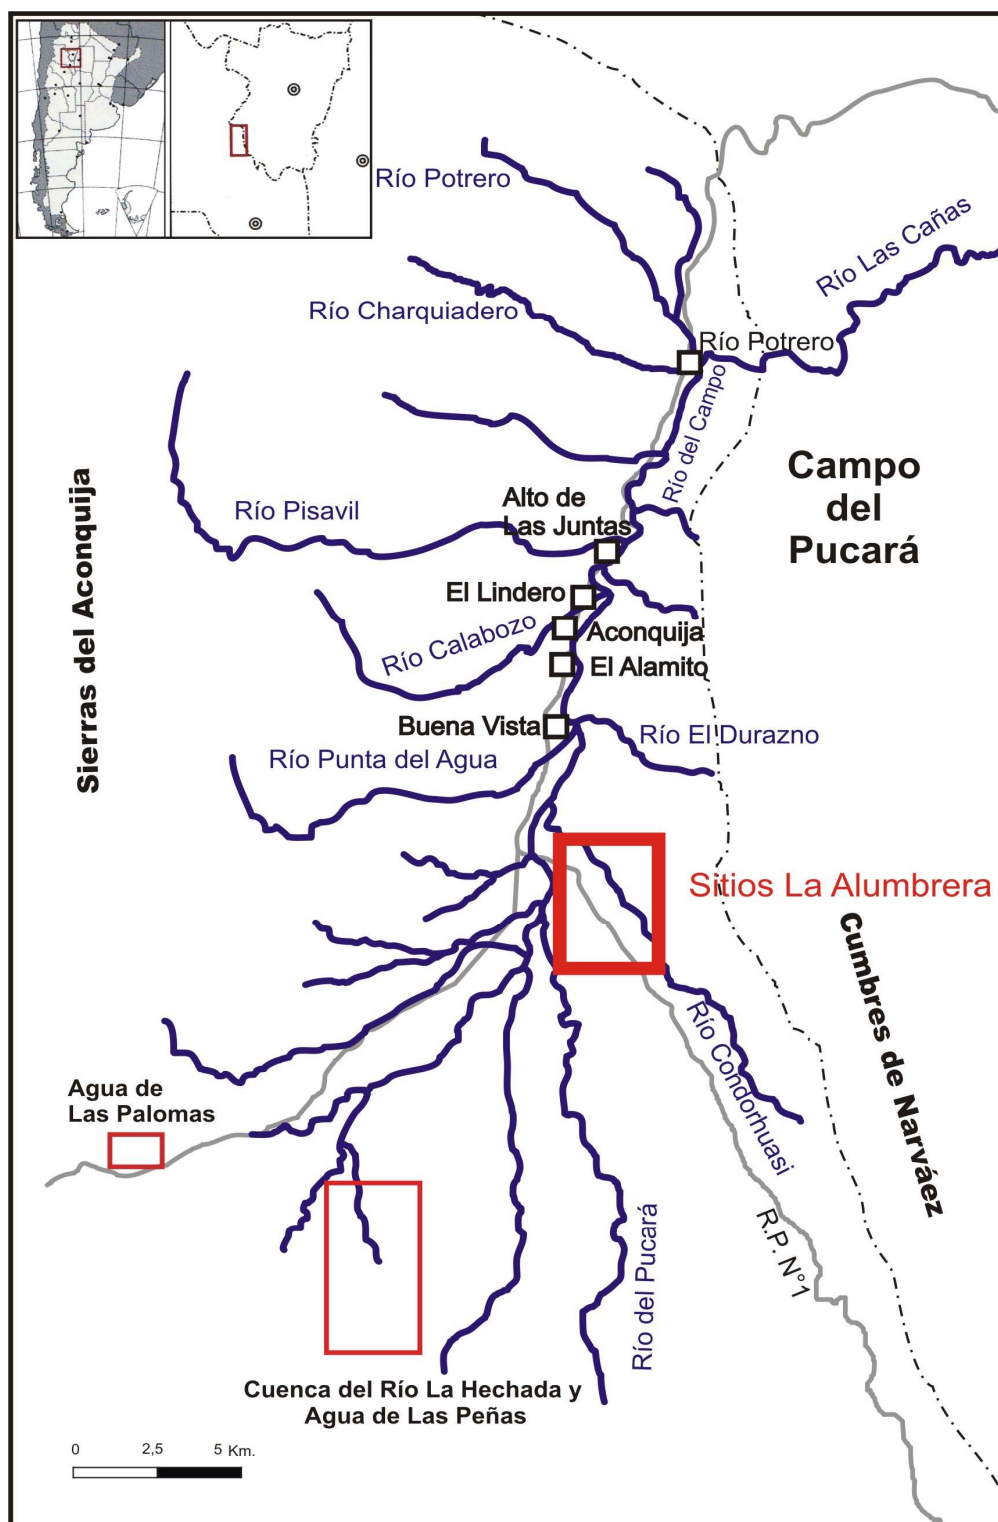 Río Potrero
Río Las Cañas
Río Charquiadero
Río Potrero
Río del Campo
Campo
del
Pucará
Sierras del Aconquija
Río Pisavil
Alto de
Las Juntas
El Lindero
Río Calabozo
Aconquija
El Alamito
Buena Vista
Río El Durazno
Río Punta del Agua
Sitios La Alumbrera
Cumbres de Narváez
Río Condorhuasi
Agua de
Las Palomas
R.P. N°1
Río del Pucará
Cuenca del Río La Hechada y
Agua de Las Peñas
0 2,5 5 Km.